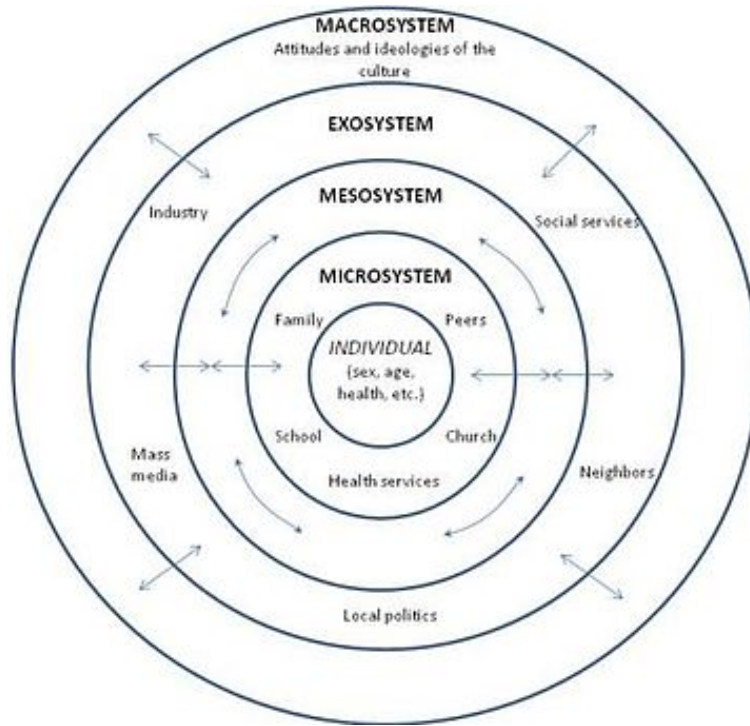 MACROSYSTEM
Attitudes and ideologies of the
culture
EXOSYSTEM
MESOSYSTEM
Industry
Social services
MICROSYSTEM
Family
Peers
INDIVIDUAL
{sex, age,
health, etc.}
School
Church
Mass
media
Health services
Neighbors
Local politics